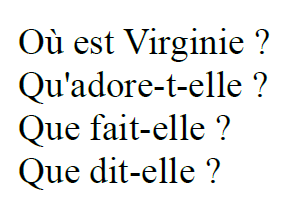 Où est Virginie ?
Qu'adore-t-elle ?
Que fait-elle ?
Que dit-elle ?